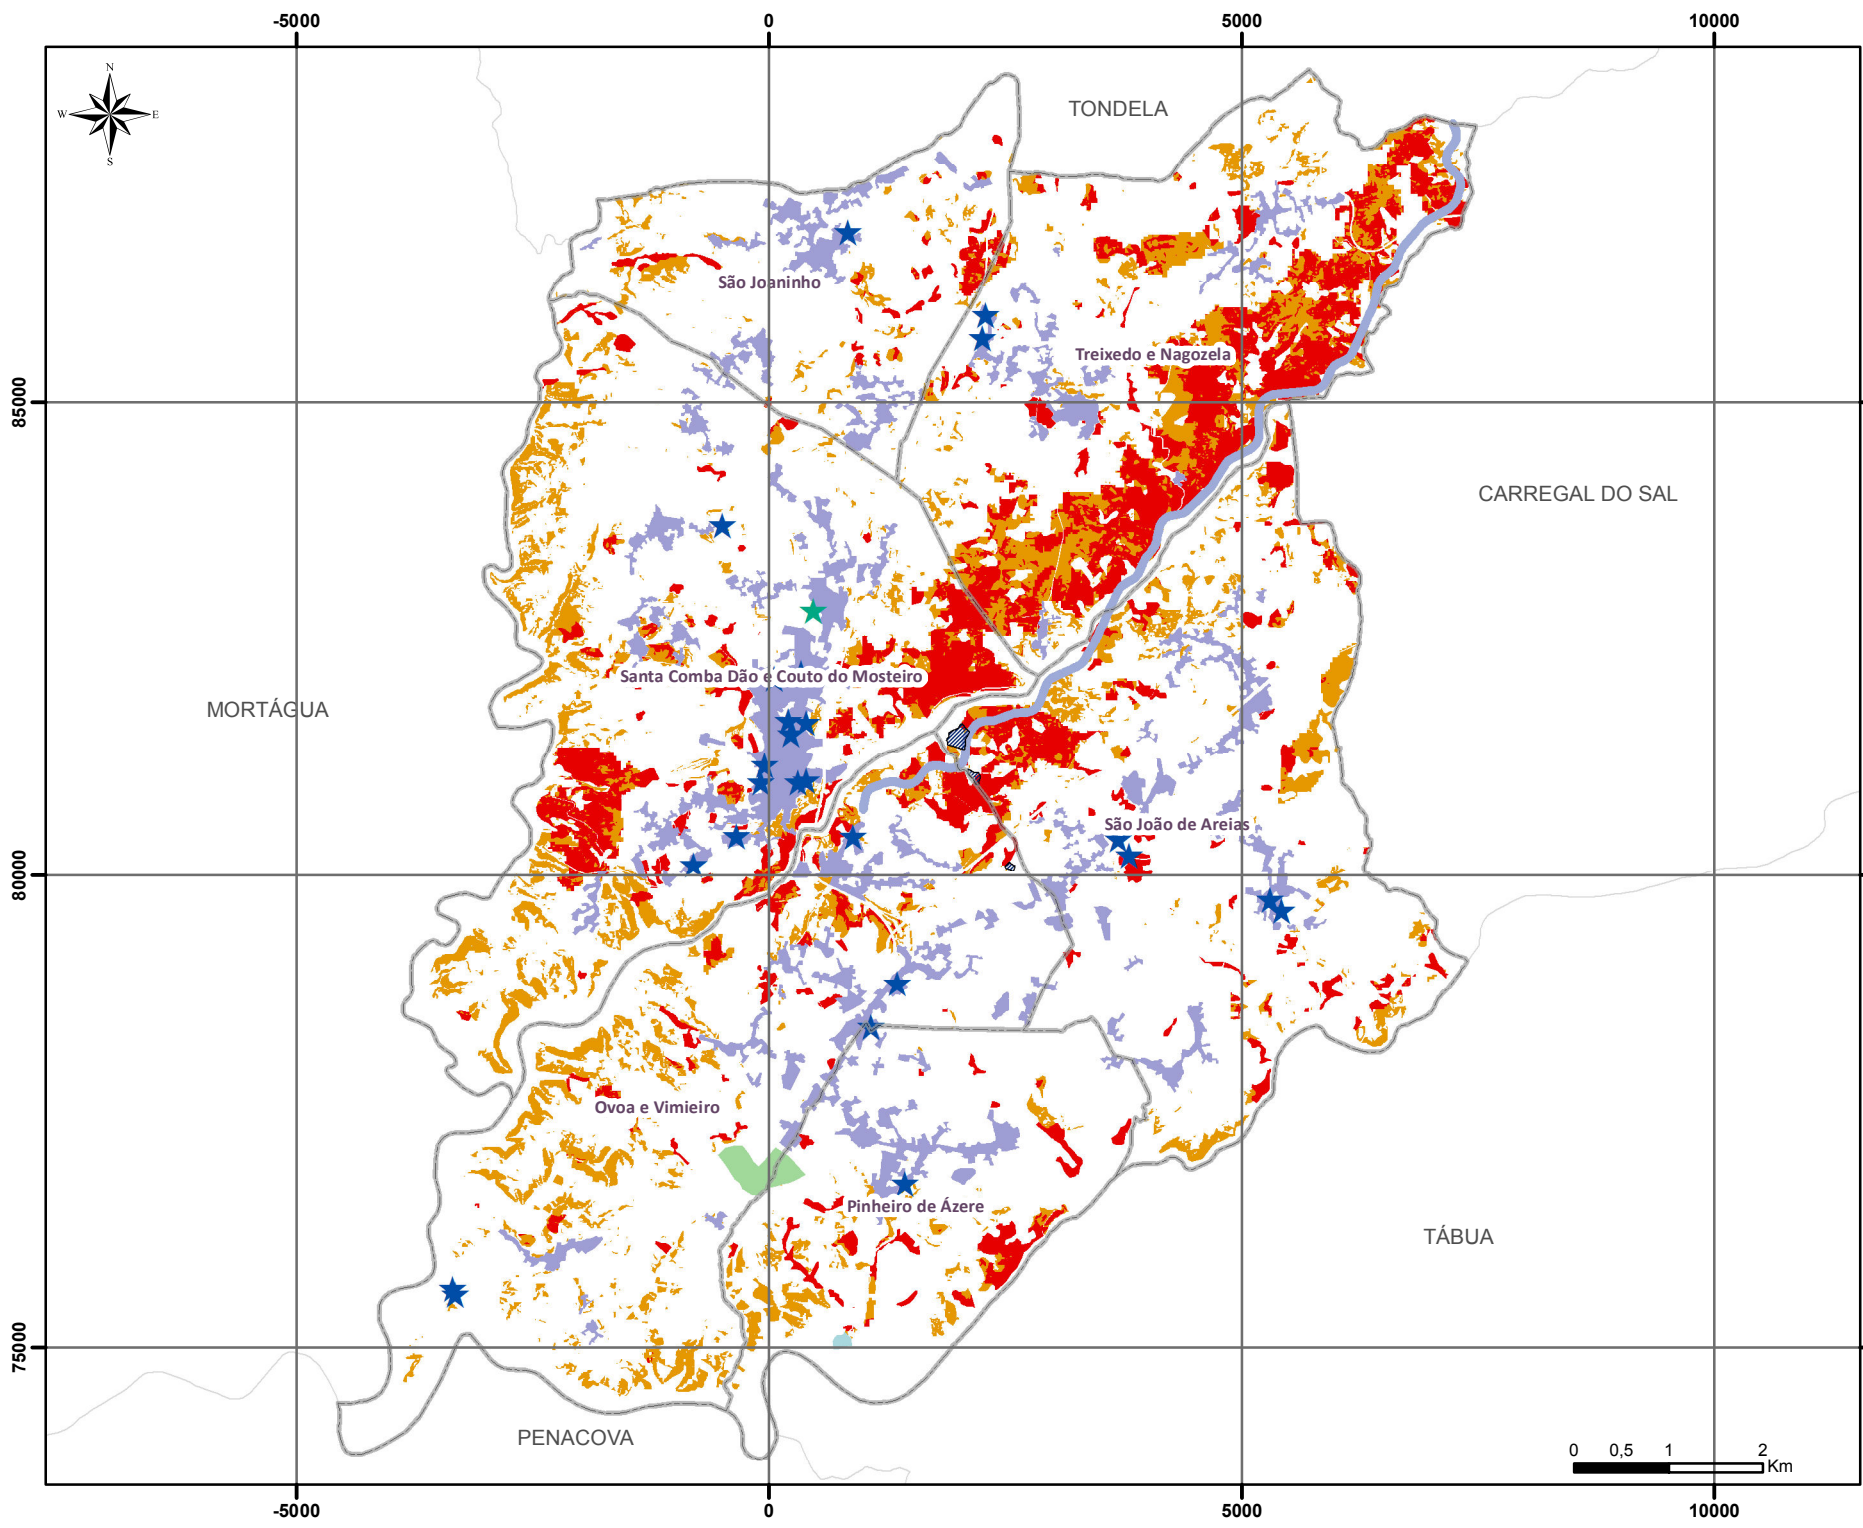 -5000 0 5000 10000
N
W E
S
TONDELA
São Joaninho
Treixedo e Nagozela
85000
CARREGAL DO SAL
Santa Comba Dão e Couto do Mosteiro
MORTÁGUA
São João de Areias
80000
Ovoa e Vimieiro
Pinheiro de Ázere
TÁBUA
75000
PENACOVA
0 0,5 1 2
Km
-5000 0 5000 10000